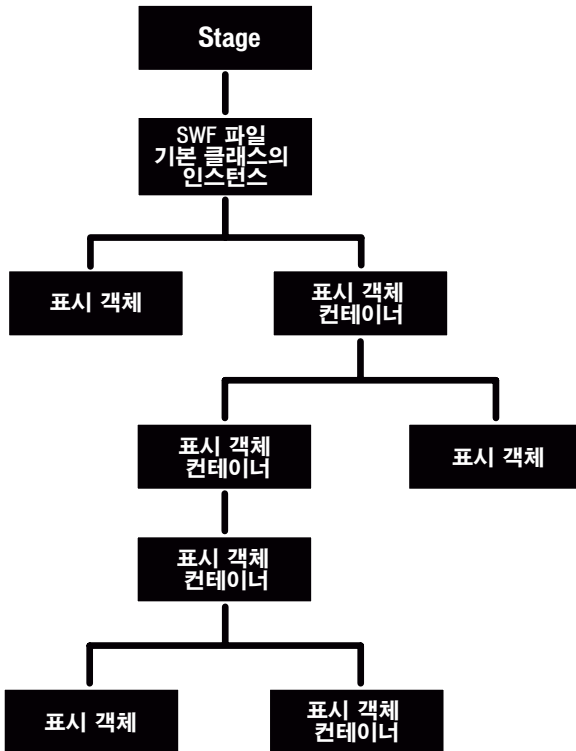 Stage
SWF 파일
기본 클래스의
인스턴스
표시 객체
표시 객체
컨테이너
표시 객체
컨테이너
표시 객체
표시 객체
컨테이너
표시 객체
표시 객체
컨테이너